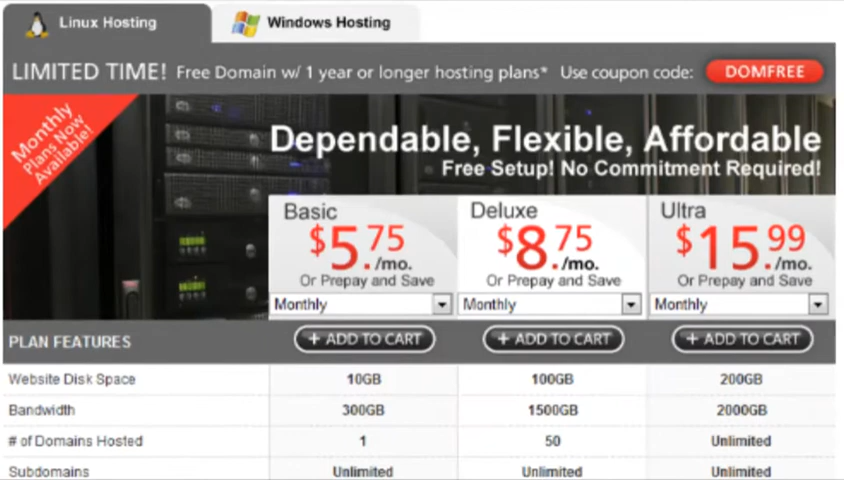 Linux Hosting
Windows Hosting
LIMITED TIME! Free Domain w/ 1 year or longer hosting plans* Use coupon code: DOMFREE
Monthly
Plans Now
Available!
Dependable, Flexible, Affordable
Free Setup! No Commitment Required!
Basic
$5.75
/mo.
Or Prepay and Save
Monthly
Deluxe
$8.75
/mo.
Or Prepay and Save
Monthly
Ultra
$15.99
/mo.
Or Prepay and Save
Monthly
PLAN FEATURES + ADD TO CART + ADD TO CART + ADD TO CART
Website Disk Space 10GB 100GB 200GB
Bandwidth 300GB 1500GB 2000GB
# of Domains Hosted 1 50 Unlimited
Subdomains Unlimited Unlimited Unlimited